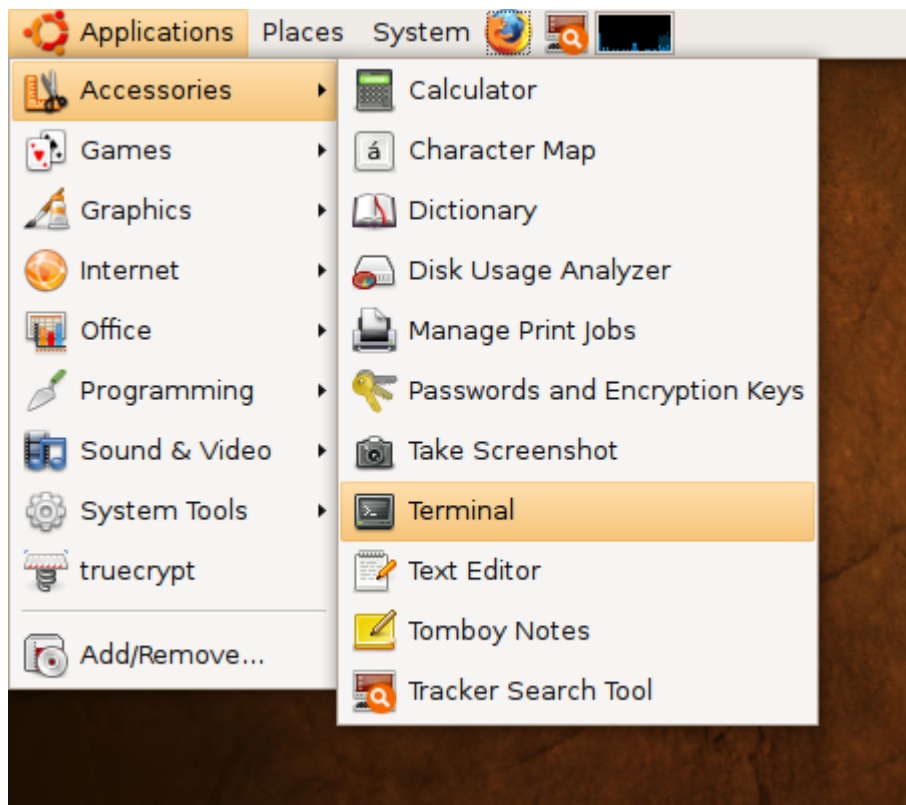 Applications Places System
Accessories
Games
Graphics
Internet
Office
Programming
Sound & Video
System Tools
truecrypt
Add/Remove...
Calculator
á Character Map
Dictionary
Disk Usage Analyzer
Manage Print Jobs
Passwords and Encryption Keys
Take Screenshot
Terminal
Text Editor
Tomboy Notes
Tracker Search Tool